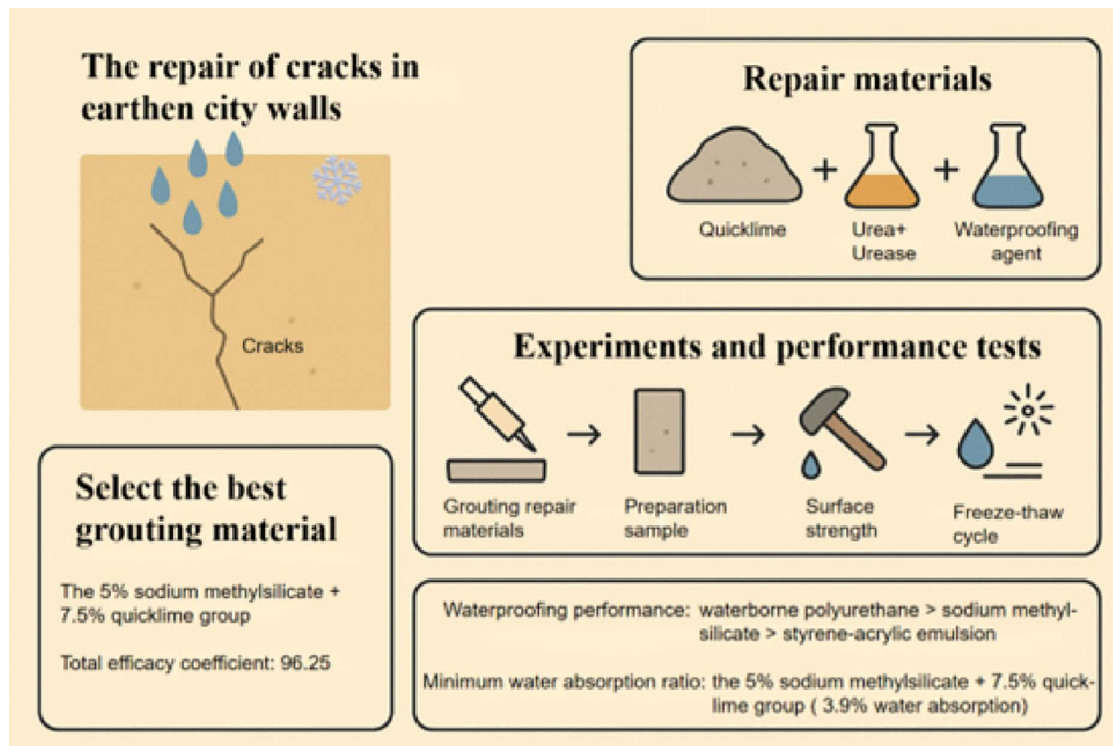 The repair of cracks in
earthen city walls
Cracks
Repair materials
+
+
Quicklime
Urea+
Urease
Waterproofing
agent
Experiments and performance tests
Grouting repair
materials
Preparation
sample
Surface
strength
Freeze-thaw
cycle
Select the best
grouting material
The 5% sodium methylsilicate +
7.5% quicklime group
Total efficacy coefficient: 96.25
Waterproofing performance: waterborne polyurethane > sodium methyl-
silicate > styrene-acrylic emulsion
Minimum water absorption ratio: the 5% sodium methylsilicate + 7.5% quick-
lime group ( 3.9% water absorption)